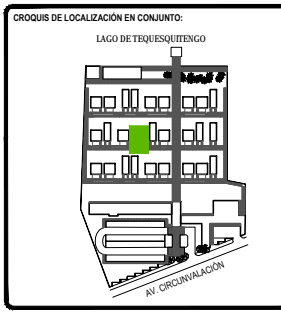 CROQUIS DE LOCALIZACIÓN EN CONJUNTO:
LAGO DE TEQUESQUITENGO
AV. CIRCUNVALACIÓN